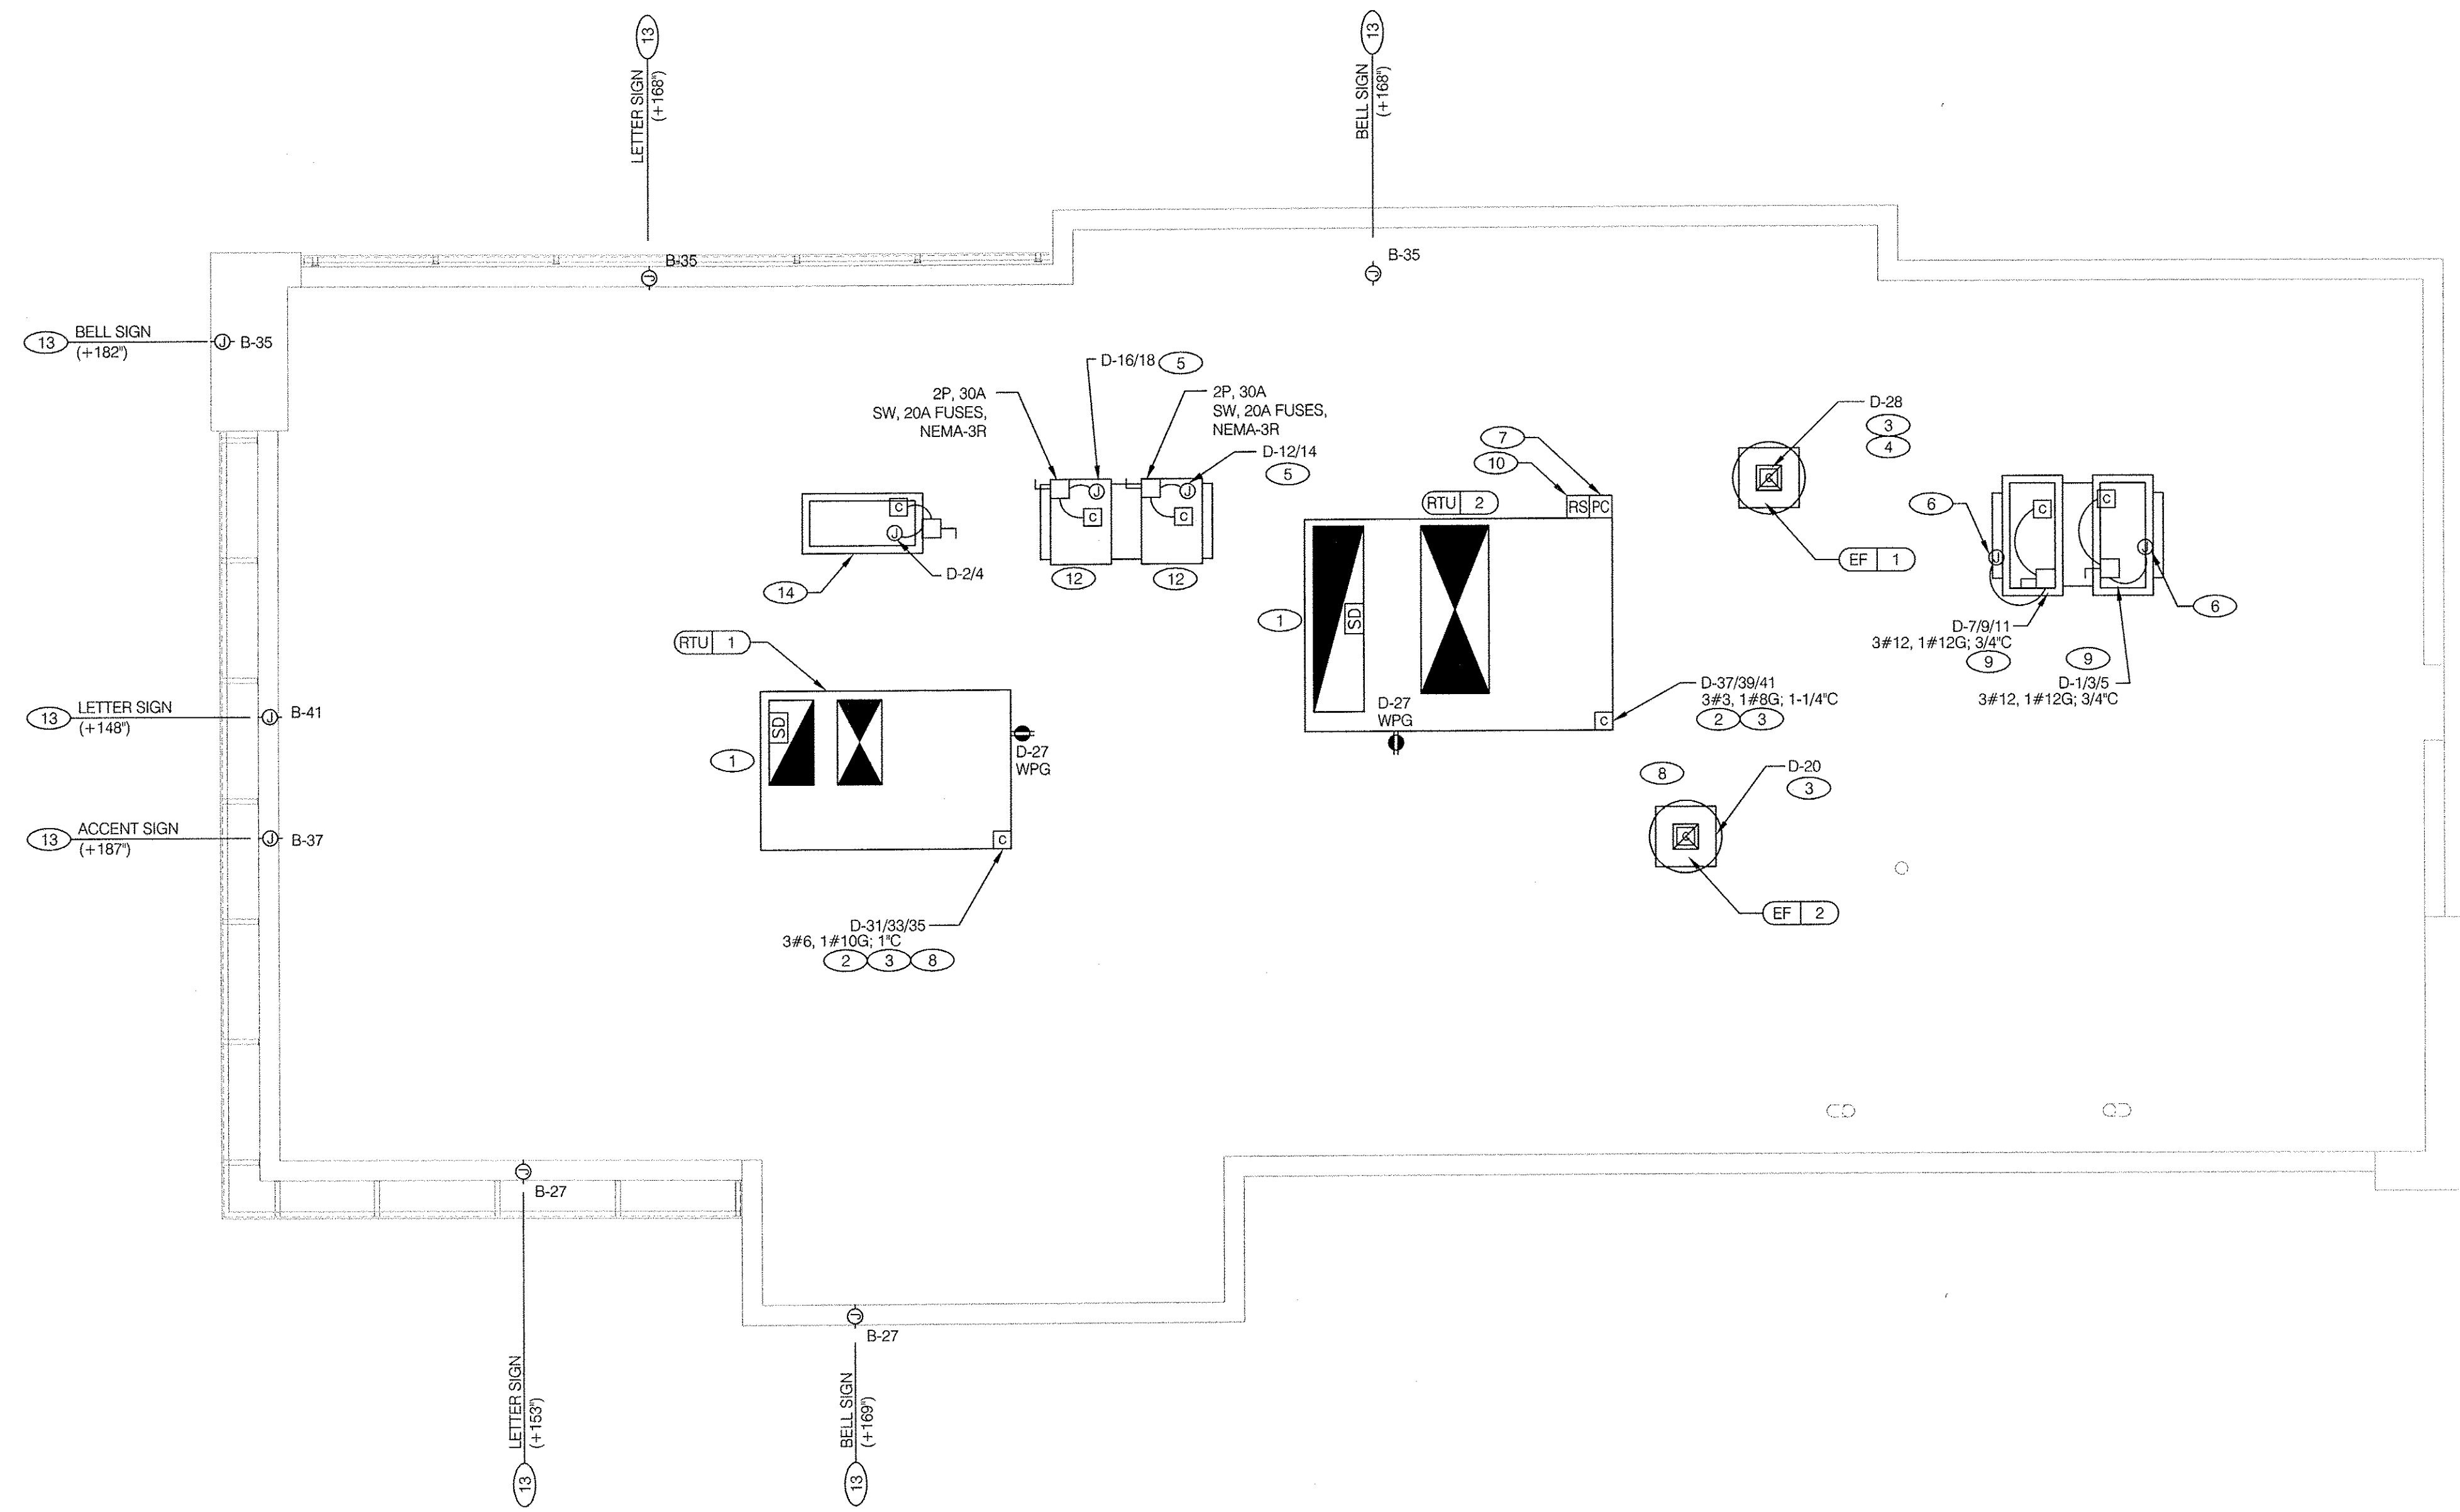 13
LETTER SIGN
(+168")
13
BELL SIGN
(+168")
B-35
J
B-35
J
13
BELL SIGN
(+182")
J
B-35
D-16/18
5
2P, 30A
SW, 20A FUSES,
NEMA-3R
2P, 30A
SW, 20A FUSES,
NEMA-3R
D-12/14
5
J
C
J
C
12
12
C
J
D-2/4
14
7
10
RTU 2
RS PC
SD
1
D-27
WPG
C
D-37/39/41
3#3, 1#8G; 1-1/4"C
2
3
D-28
3
4
C
EF 1
6
J
C
C
J
6
D-7/9/11
3#12, 1#12G; 3/4"C
9
9
D-1/3/5
3#12, 1#12G; 3/4"C
RTU 1
SD
1
D-27
WPG
C
D-31/33/35
3#6, 1#10G; 1"C
2
3
8
13
LETTER SIGN
(+148")
J
B-41
13
ACCENT SIGN
(+187")
J
B-37
8
D-20
3
C
EF 2
J
B-27
LETTER SIGN
(+153")
13
J
B-27
BELL SIGN
(+169")
13